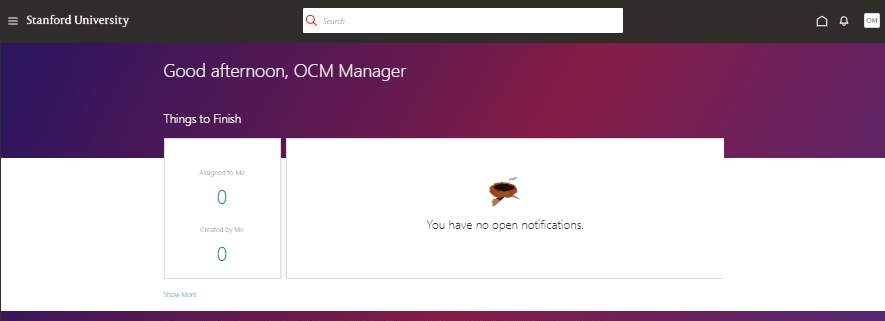 Stanford University
Search
OM
Good afternoon, OCM Manager
Things to Finish
Assigned to Me
0
Created by Me
0
You have no open notifications.
Show More